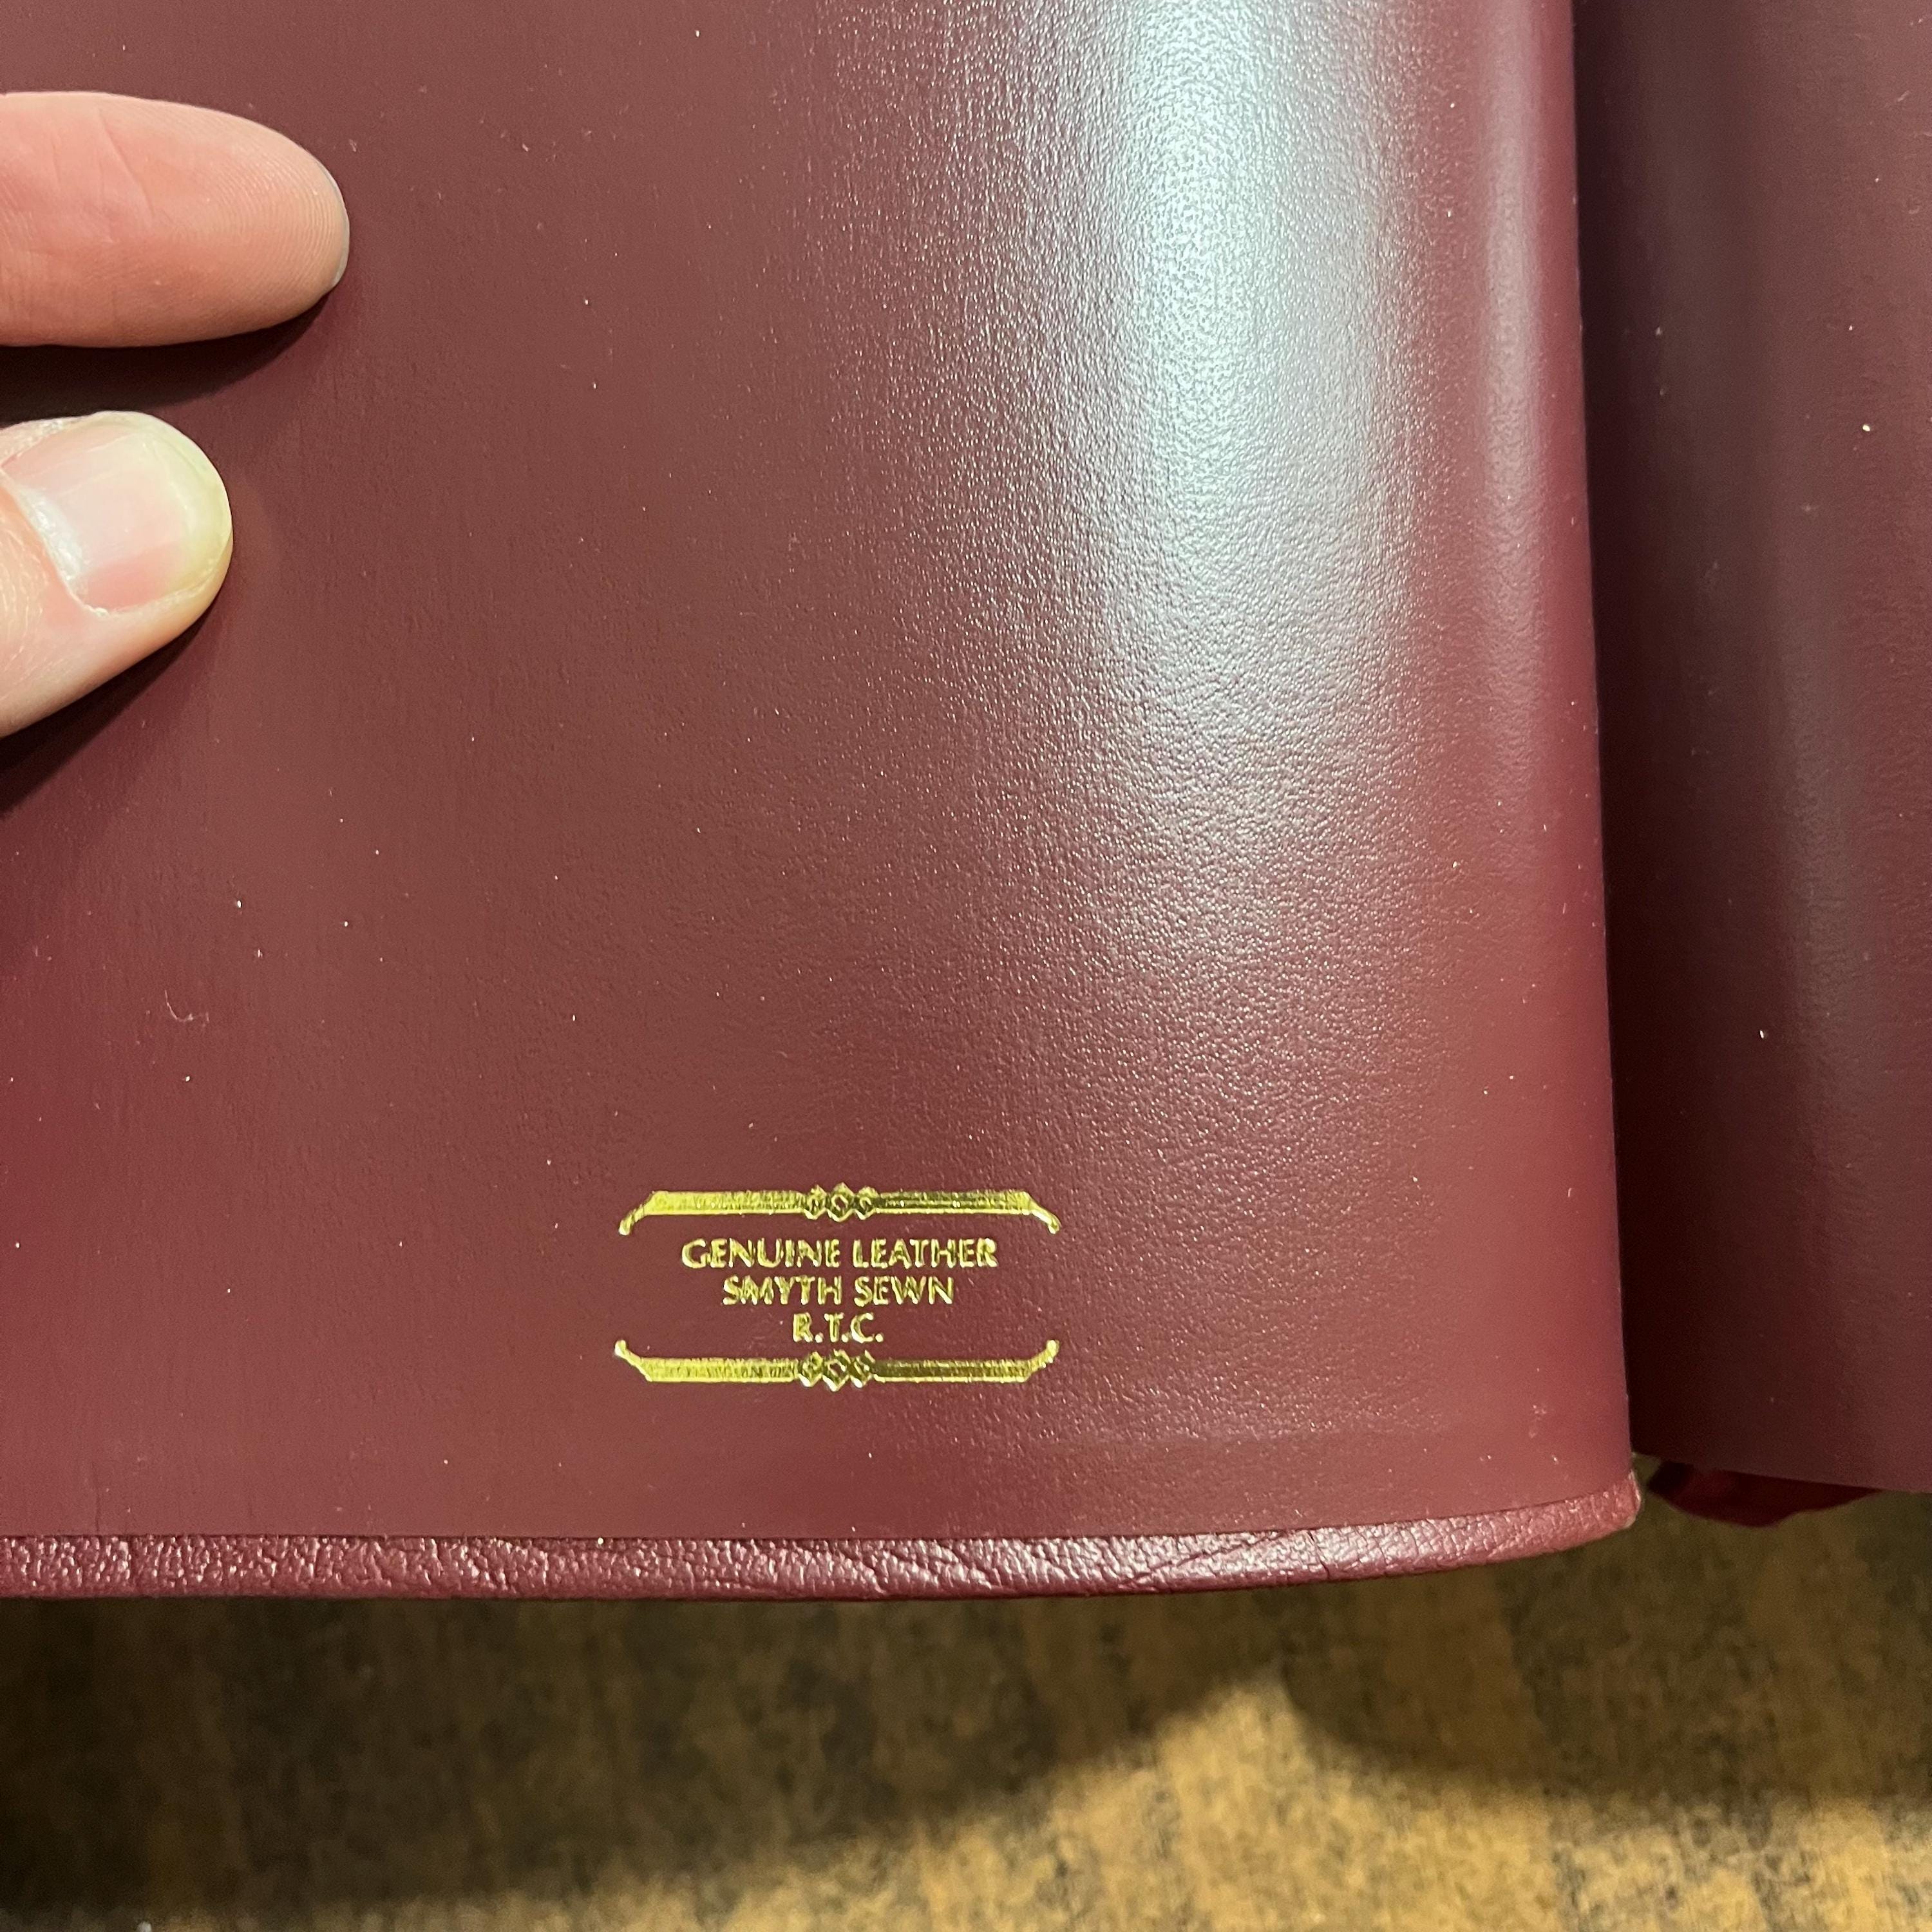 GENUINE LEATHER
SMYTH SEWN
R.T.C.